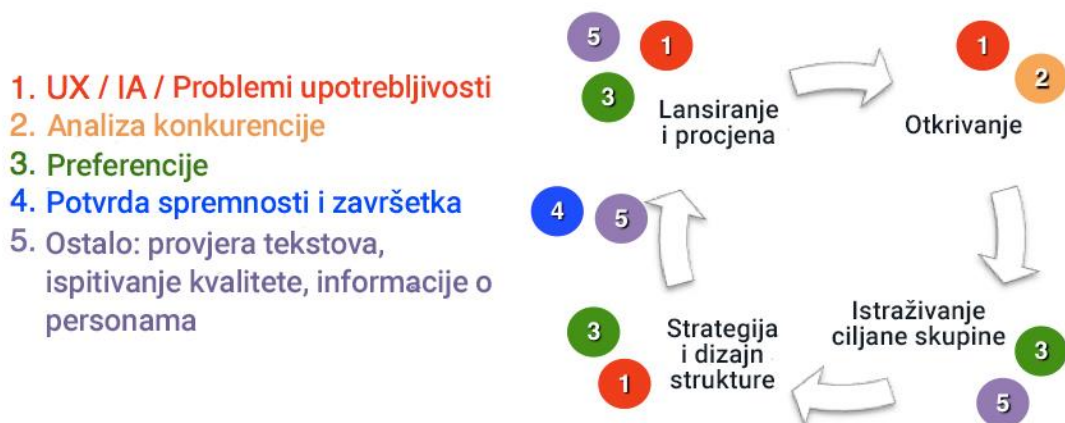 1. UX / IA / Problemi upotrebljivosti
2. Analiza konkurencije
3. Preferencije
4. Potvrda spremnosti i završetka
5. Ostalo: provjera tekstova,
ispitivanje kvalitete, informacije o
personama
5
1
3
Lansiranje
i procjena
1
2
Otkrivanje
4
5
Istraživanje
ciljane skupine
3
5
3
1
Strategija
i dizajn
strukture